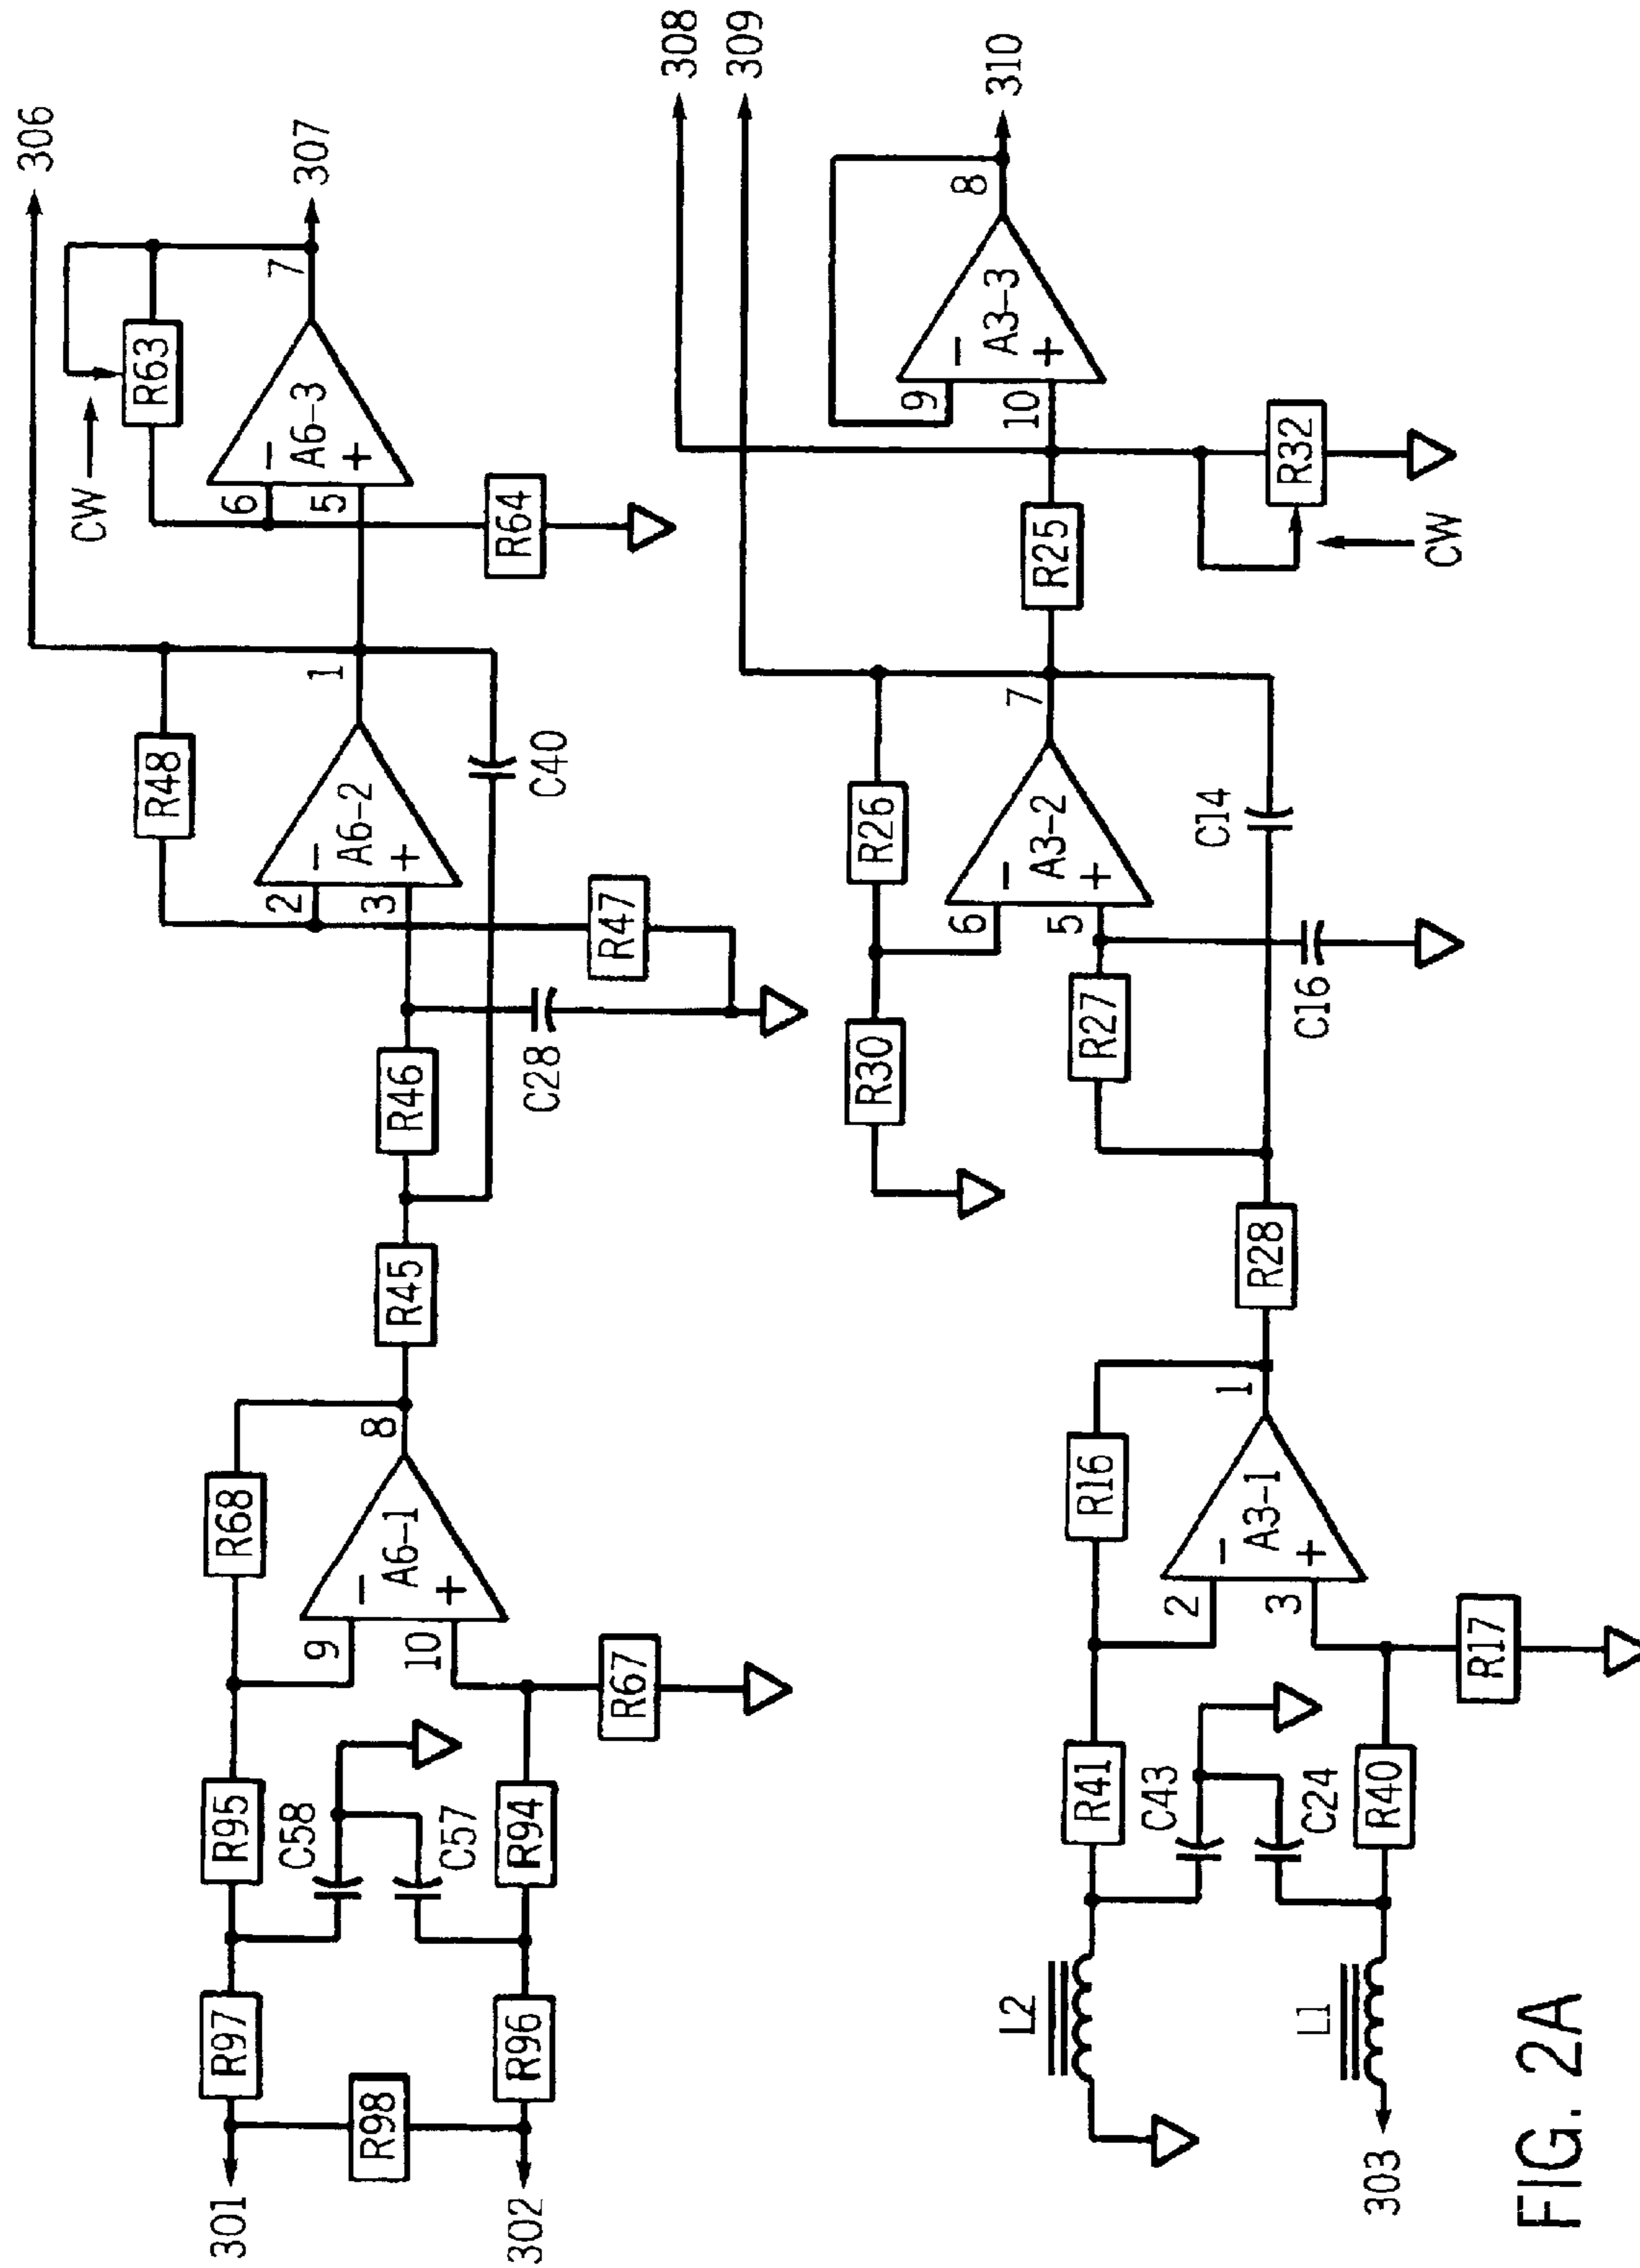 301
302
R98
R97
R96
R95
C58
C57
R94
R68
9
10
−
A6-1
+
8
R67
R45
R46
C28
R47
2
3
−
A6-2
+
1
R48
C40
306
6
5
−
A6-3
+
7
R64
CW
R63
307
303
L2
L1
R41
C43
C24
R40
R16
2
3
−
A3-1
+
1
R17
R28
R27
C16
R30
R26
6
5
−
A3-2
+
7
C14
R25
308
309
9
10
−
A3-3
+
8
310
R32
CW
FIG. 2A